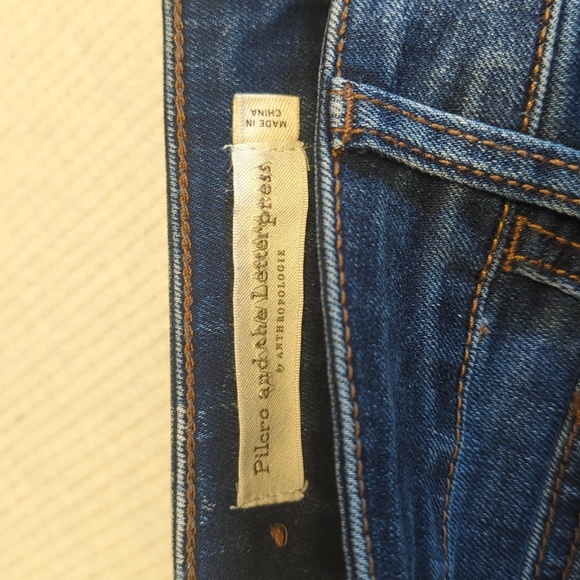 MADE IN
CHINA
Pilcro and the Letterpress
by ANTHROPOLOGIE